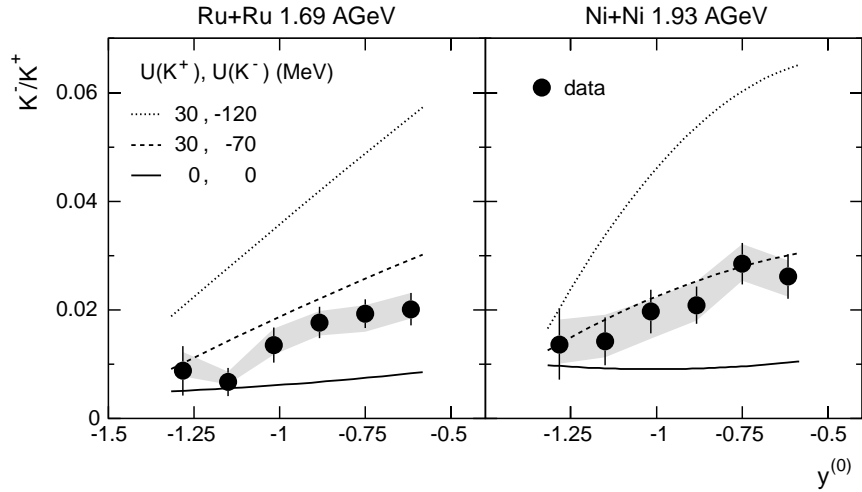 Ru+Ru 1.69 AGeV
Ni+Ni 1.93 AGeV
K⁻/K⁺
U(K⁺), U(K⁻) (MeV)
30 , -120
30 , -70
0 , 0
data
0.06
0.04
0.02
0
-1.5 -1.25 -1 -0.75 -0.5
-1.25 -1 -0.75 -0.5
y⁽⁰⁾